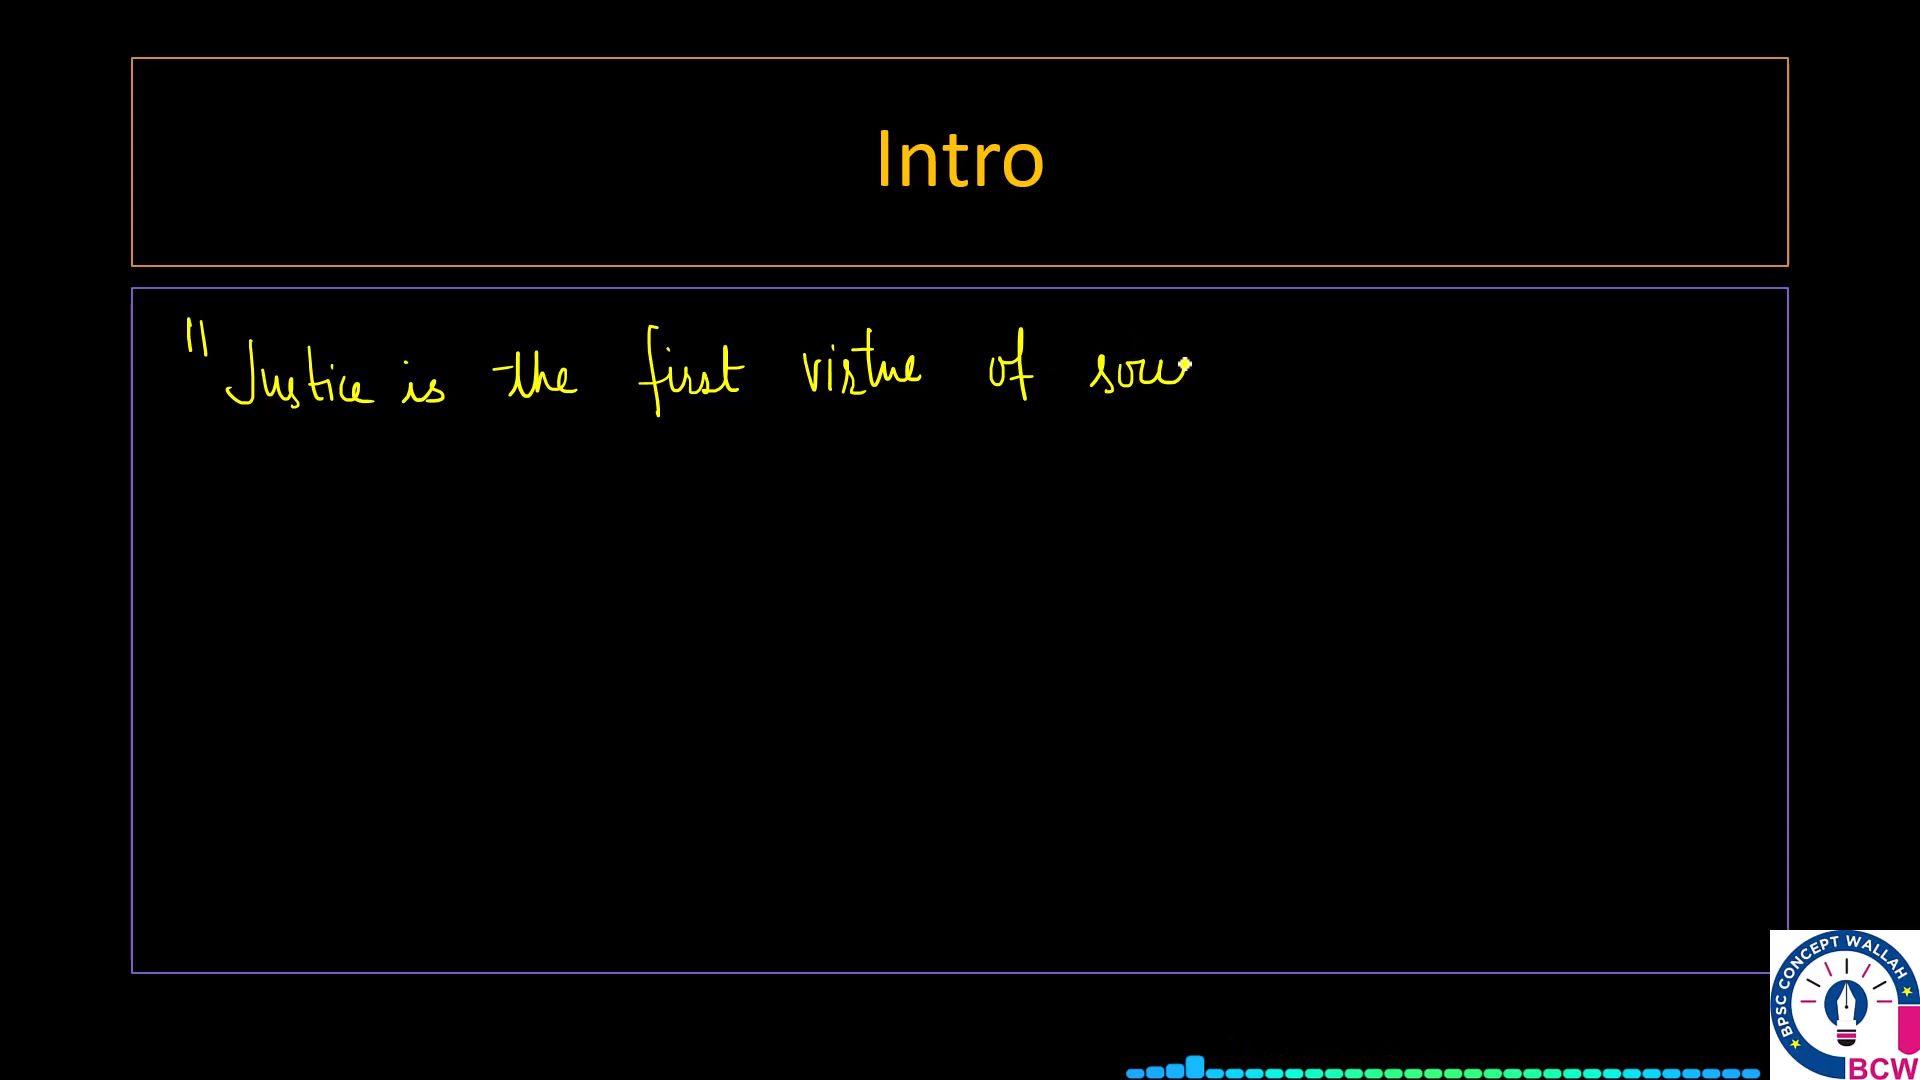 Intro
"Justice is the first virtue of
BPSC CONCEPT WALLAH
BCW